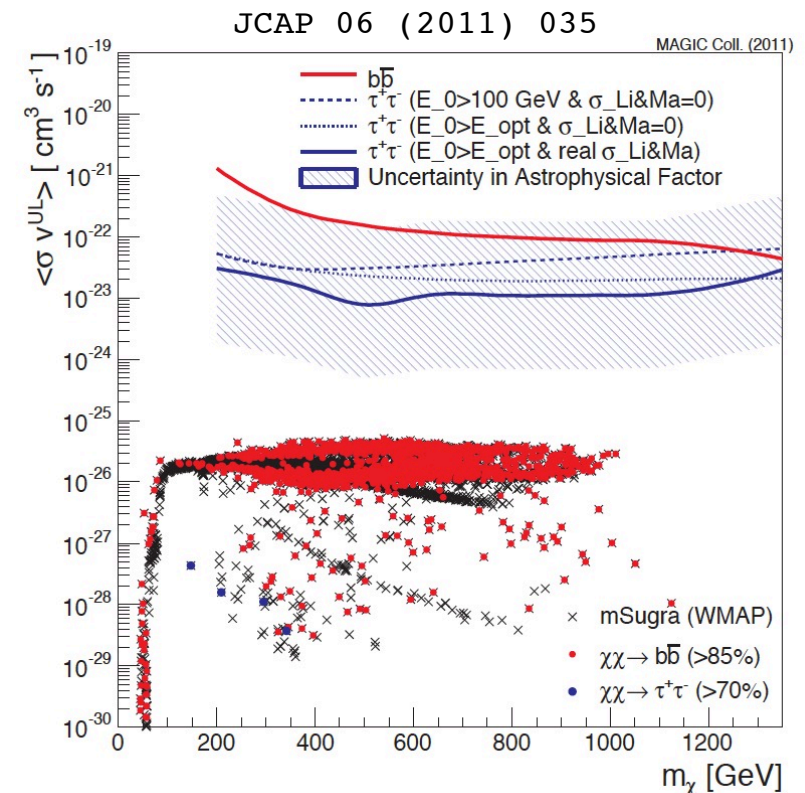 JCAP 06 (2011) 035
MAGIC Coll. (2011)
<σ v^UL> [ cm³ s⁻¹]
10⁻¹⁹
10⁻²⁰
10⁻²¹
10⁻²²
10⁻²³
10⁻²⁴
10⁻²⁵
10⁻²⁶
10⁻²⁷
10⁻²⁸
10⁻²⁹
10⁻³⁰
bb̅
τ⁺τ⁻ (E_0>100 GeV & σ_Li&Ma=0)
τ⁺τ⁻ (E_0>E_opt & σ_Li&Ma=0)
τ⁺τ⁻ (E_0>E_opt & real σ_Li&Ma)
Uncertainty in Astrophysical Factor
mSugra (WMAP)
χχ→ bb̅ (>85%)
χχ→ τ⁺τ⁻ (>70%)
0 200 400 600 800 1000 1200
mᵪ [GeV]